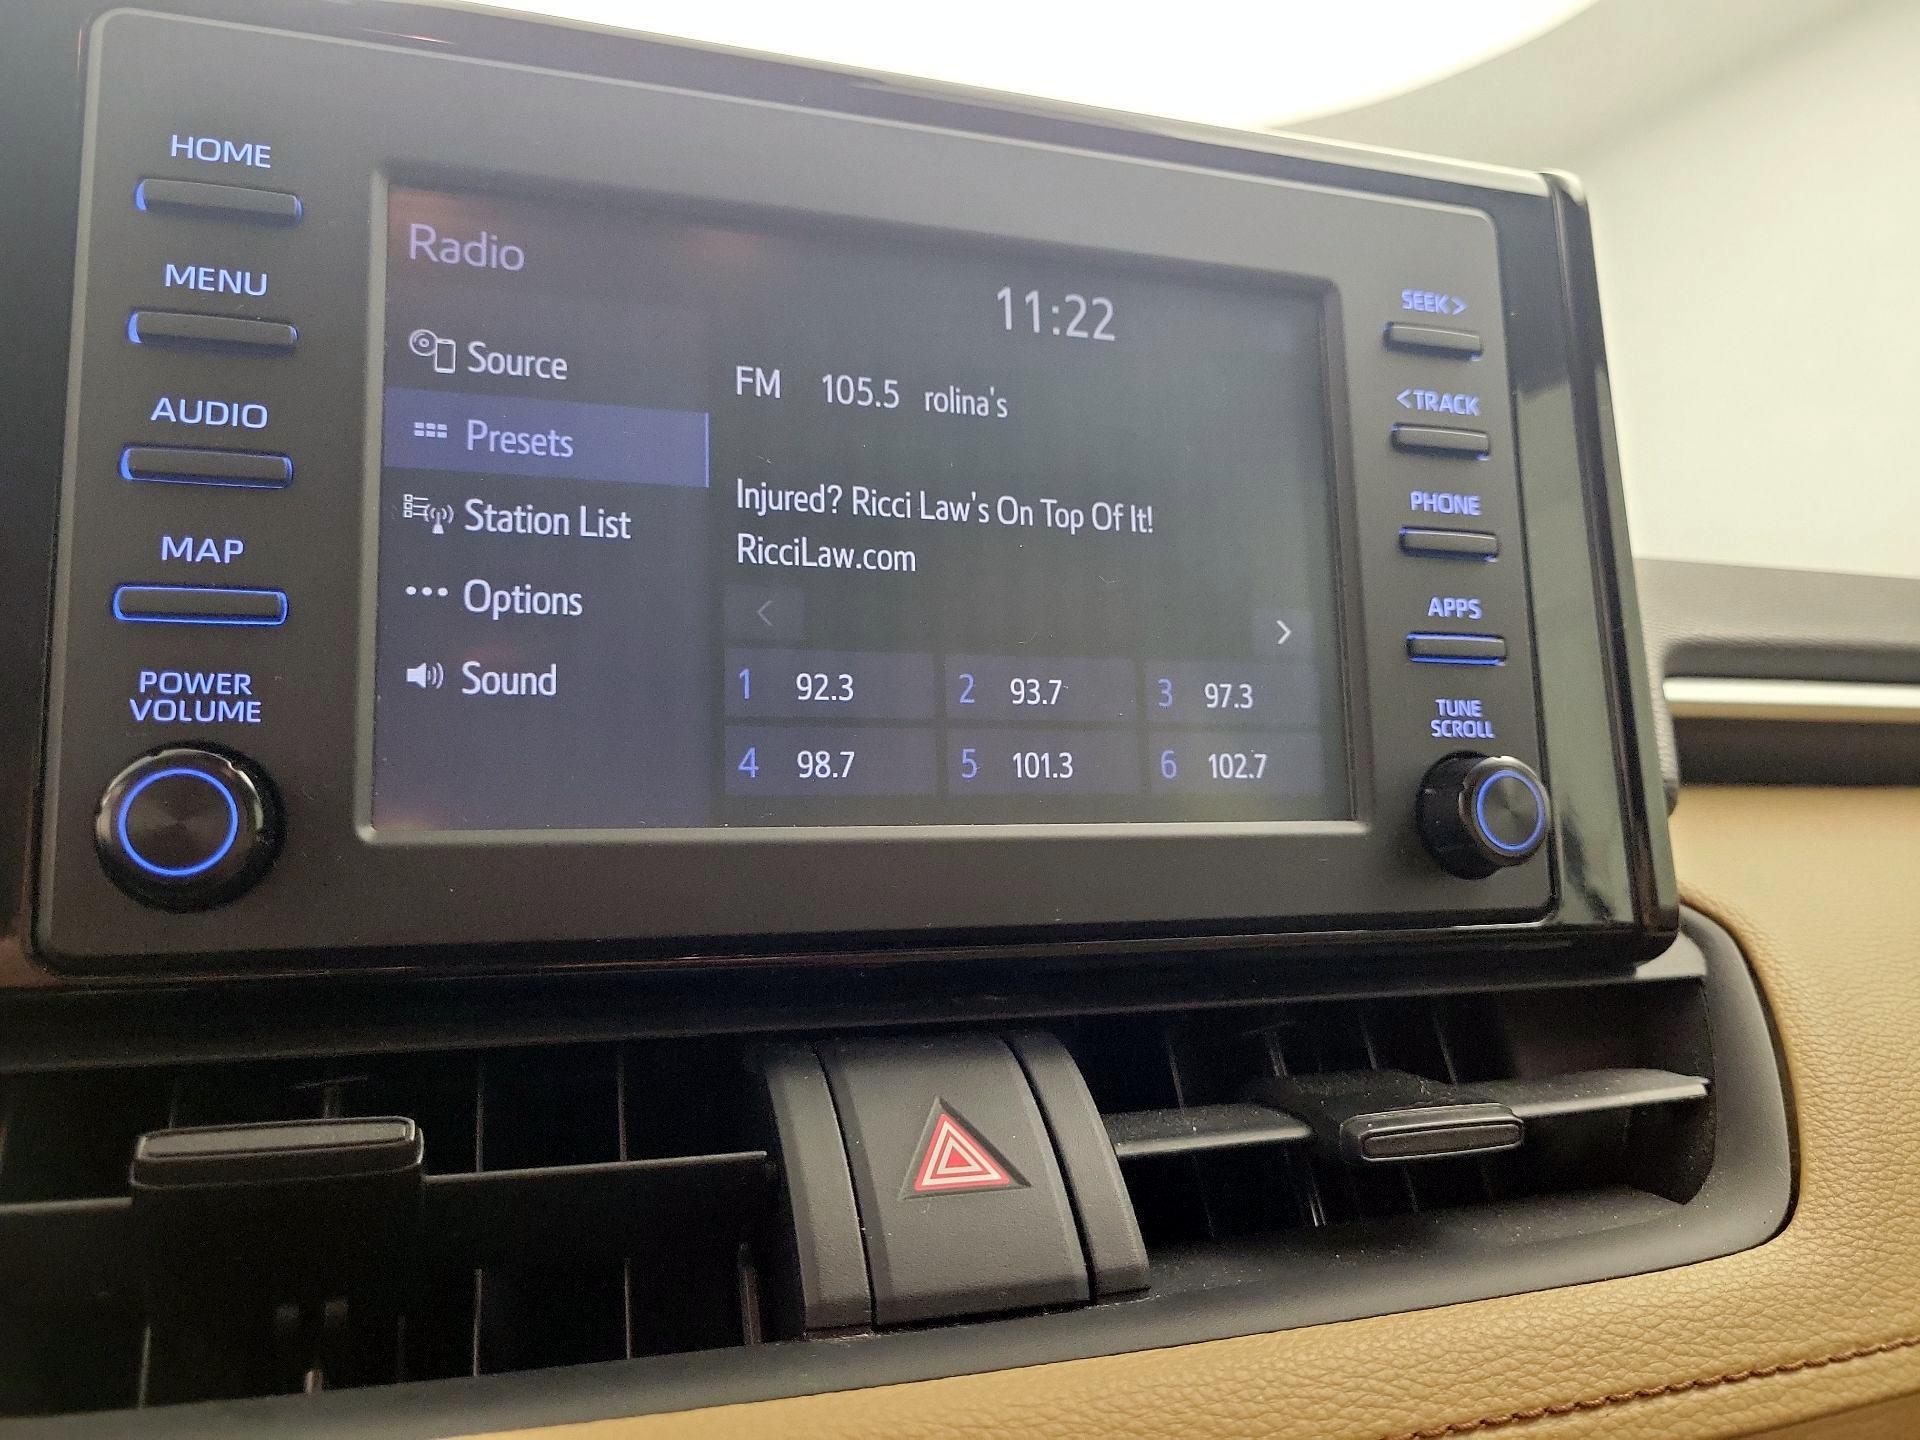 HOME
MENU
AUDIO
MAP
POWER
VOLUME
Radio
Source
Presets
Station List
Options
Sound
11:22
FM 105.5 rolina's
Injured? Ricci Law's On Top Of It!
RicciLaw.com
<
>
1 92.3 2 93.7 3 97.3
4 98.7 5 101.3 6 102.7
SEEK>
<TRACK
PHONE
APPS
TUNE
SCROLL